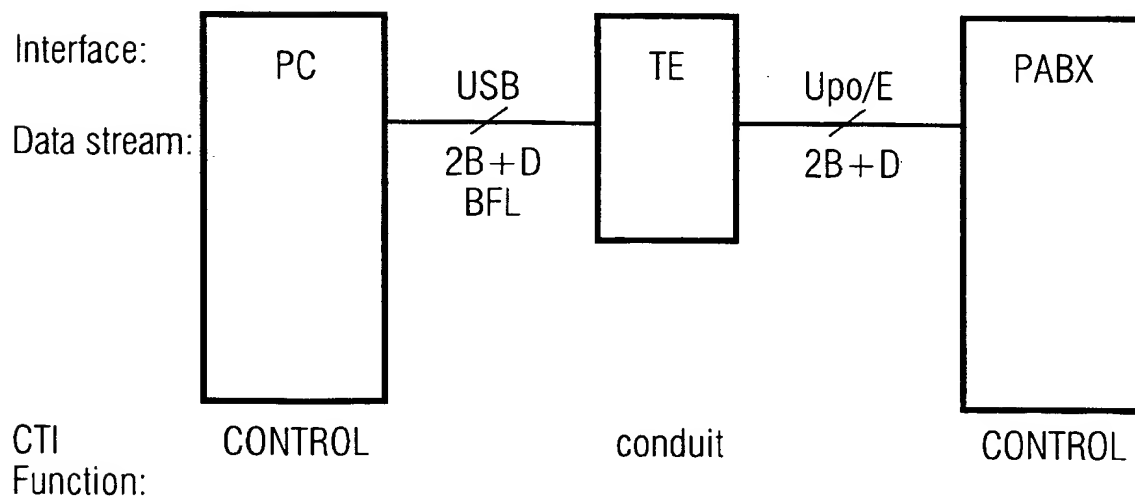 Interface:
PC
TE
PABX
USB
Upo/E
Data stream:
2B+D
BFL
2B+D
CTI
Function:
CONTROL
conduit
CONTROL